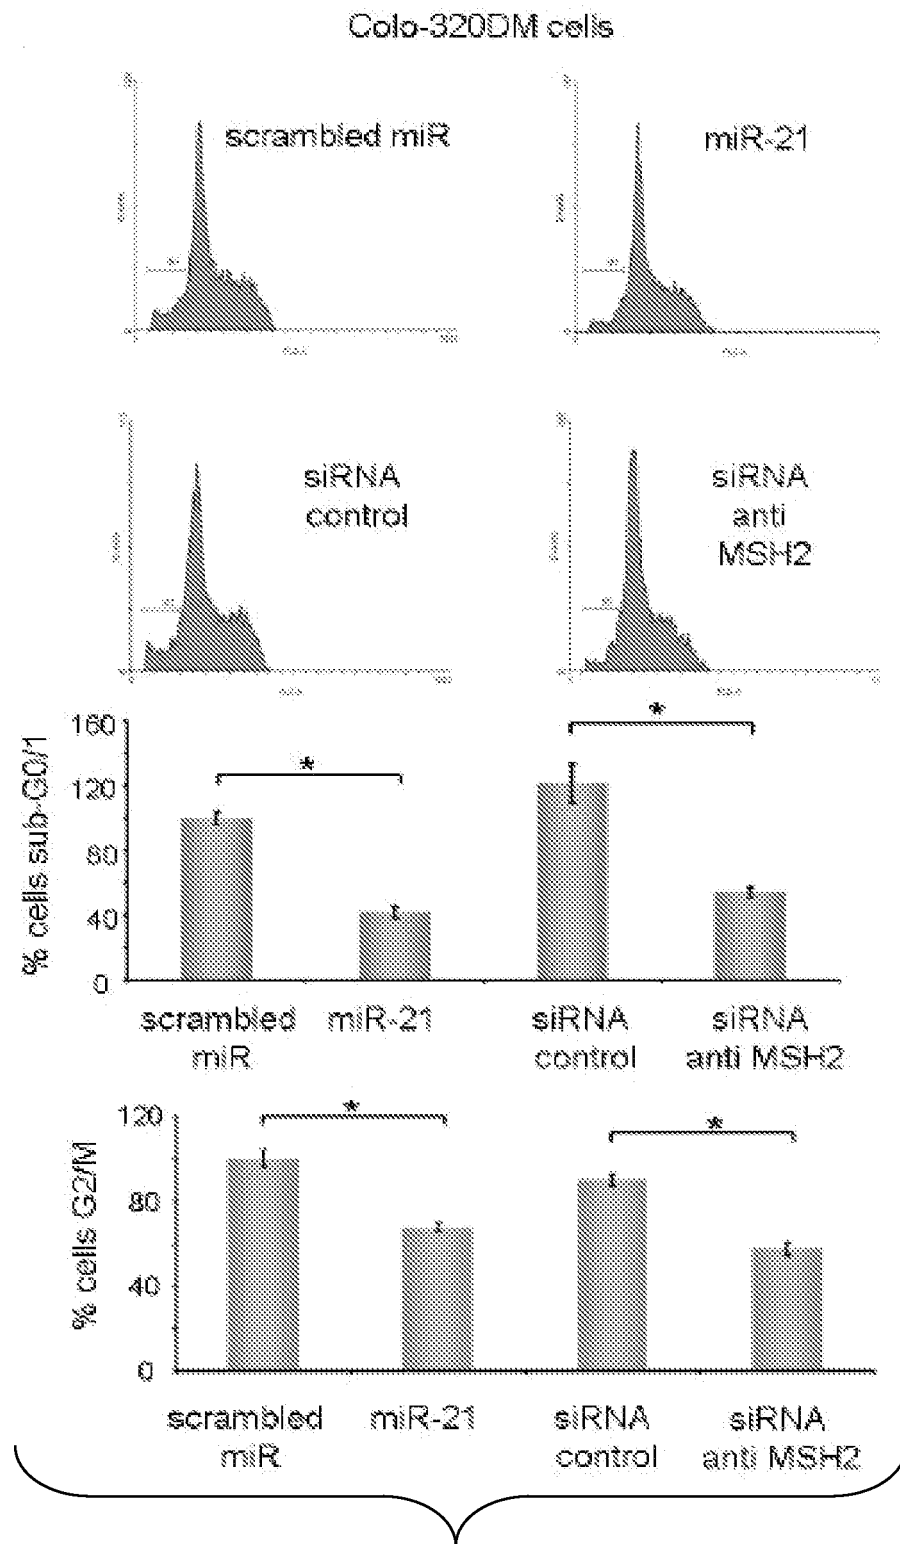 Colo-320DM cells
scrambled miR
miR-21
siRNA
control
siRNA
anti
MSH2
160
120
80
40
0
% cells sub-G0/1
*
*
scrambled
miR
miR-21
siRNA
control
siRNA
anti MSH2
120
80
40
0
% cells G2/M
*
*
scrambled
miR
miR-21
siRNA
control
siRNA
anti MSH2